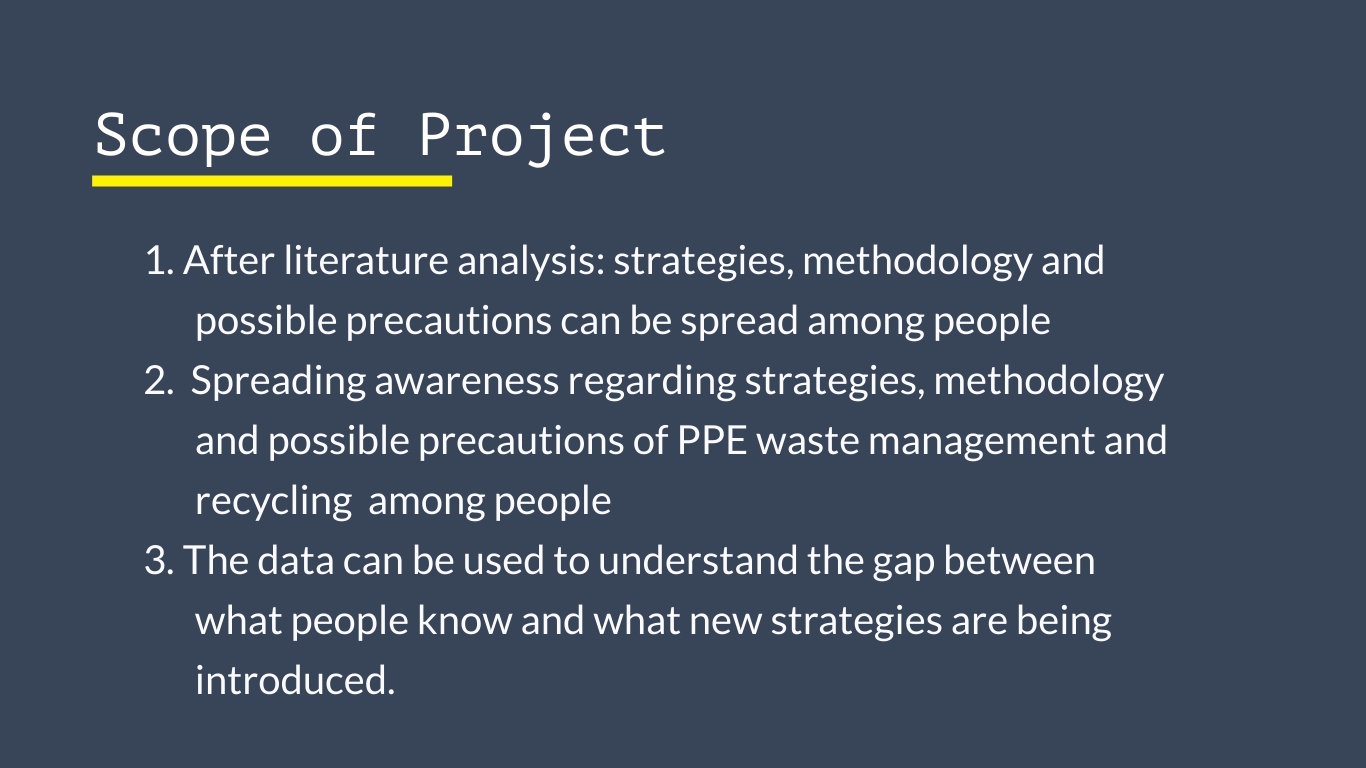 Scope of Project
1. After literature analysis: strategies, methodology and
possible precautions can be spread among people
2.  Spreading awareness regarding strategies, methodology
and possible precautions of PPE waste management and
recycling  among people
3. The data can be used to understand the gap between
what people know and what new strategies are being
introduced.